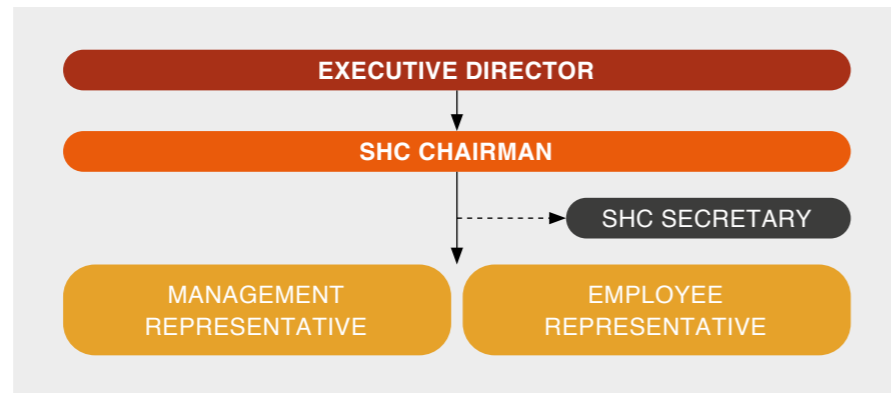 EXECUTIVE DIRECTOR
SHC CHAIRMAN
SHC SECRETARY
MANAGEMENT
REPRESENTATIVE
EMPLOYEE
REPRESENTATIVE